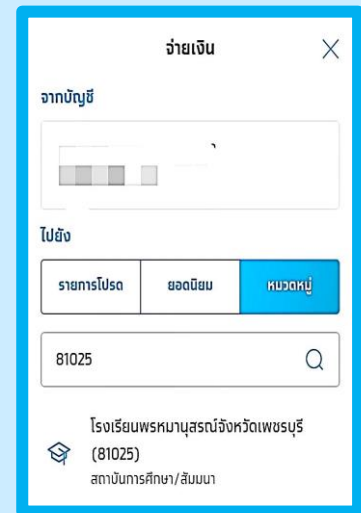 จ่ายเงิน
จากบัญชี
ไปยัง
รายการโปรด ยอดนิยม หมวดหมู่
81025
โรงเรียนพรหมานุสรณ์จังหวัดเพชรบุรี
(81025)
สถาบันการศึกษา/สัมมนา